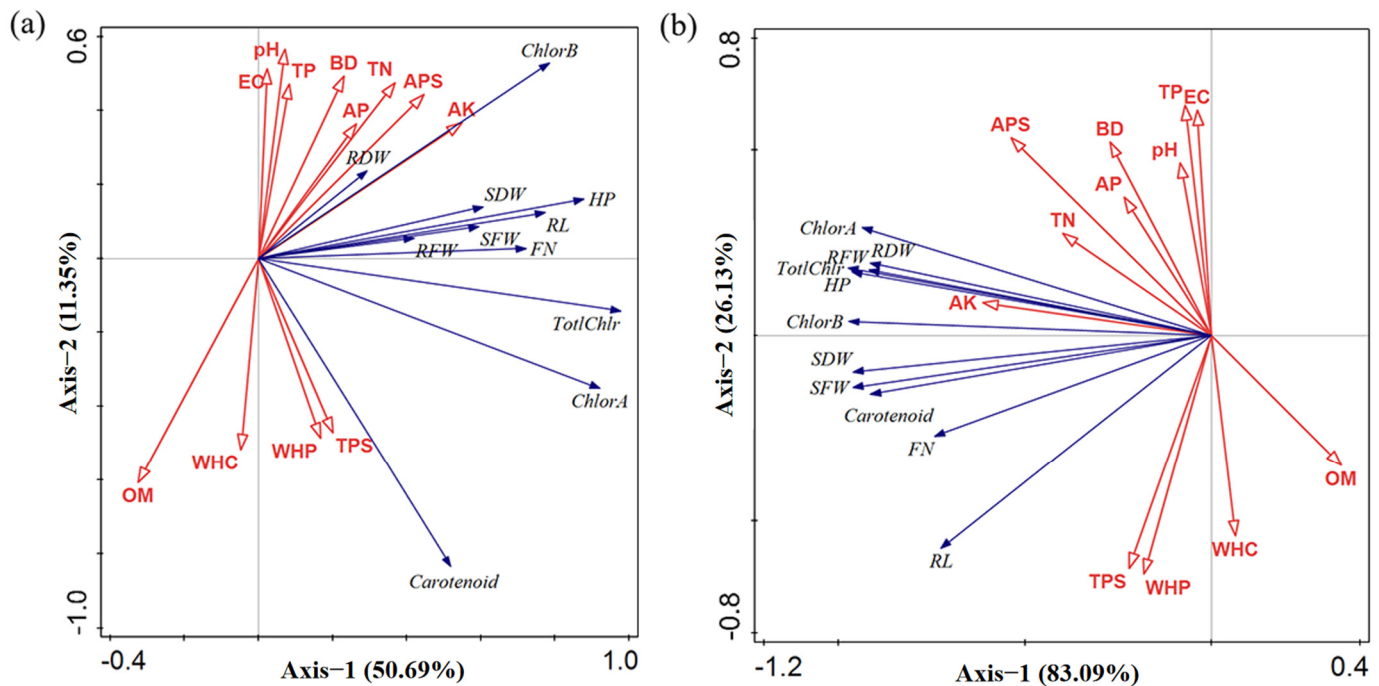 (a)
0.6
pH
EC
TP
BD
TN
APS
AP
AK
ChlorB
RDW
SDW
HP
RL
SFW
RFW
FN
TotlChlr
ChlorA
WHC
WHP
TPS
OM
Carotenoid
Axis-2 (11.35%)
-1.0
-0.4
Axis-1 (50.69%)
1.0
(b)
0.8
TP
EC
APS
BD
pH
AP
TN
ChlorA
RFW
RDW
TotlChlr
HP
AK
ChlorB
SDW
SFW
Carotenoid
FN
OM
RL
WHC
TPS
WHP
Axis-2 (26.13%)
-0.8
-1.2
Axis-1 (83.09%)
0.4